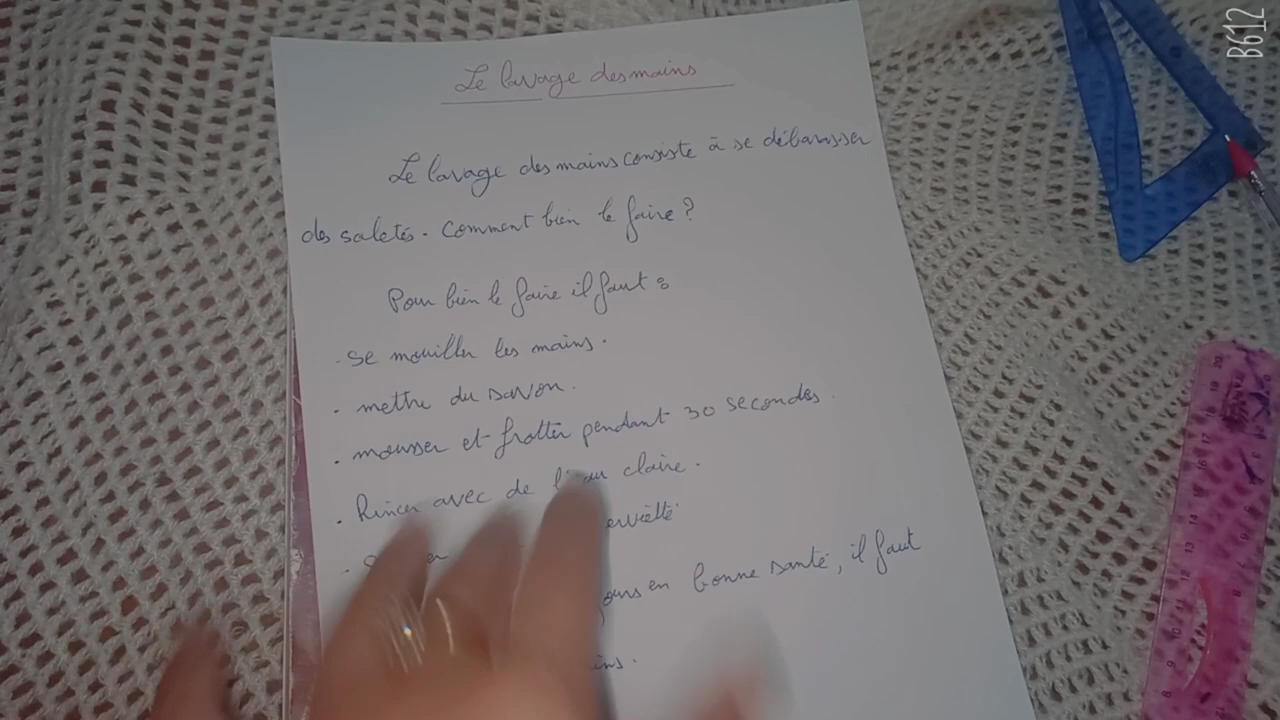 Le lavage des mains
Le lavage des mains consiste à se débarasser
des saletés. Comment bien le faire ?
Pour bien le faire il faut :
. Se mouiller les mains.
. mettre du savon.
. mousser et frotter pendant 30 secondes.
. Rincer avec de l'eau claire.
en bonne santé, il faut
B612